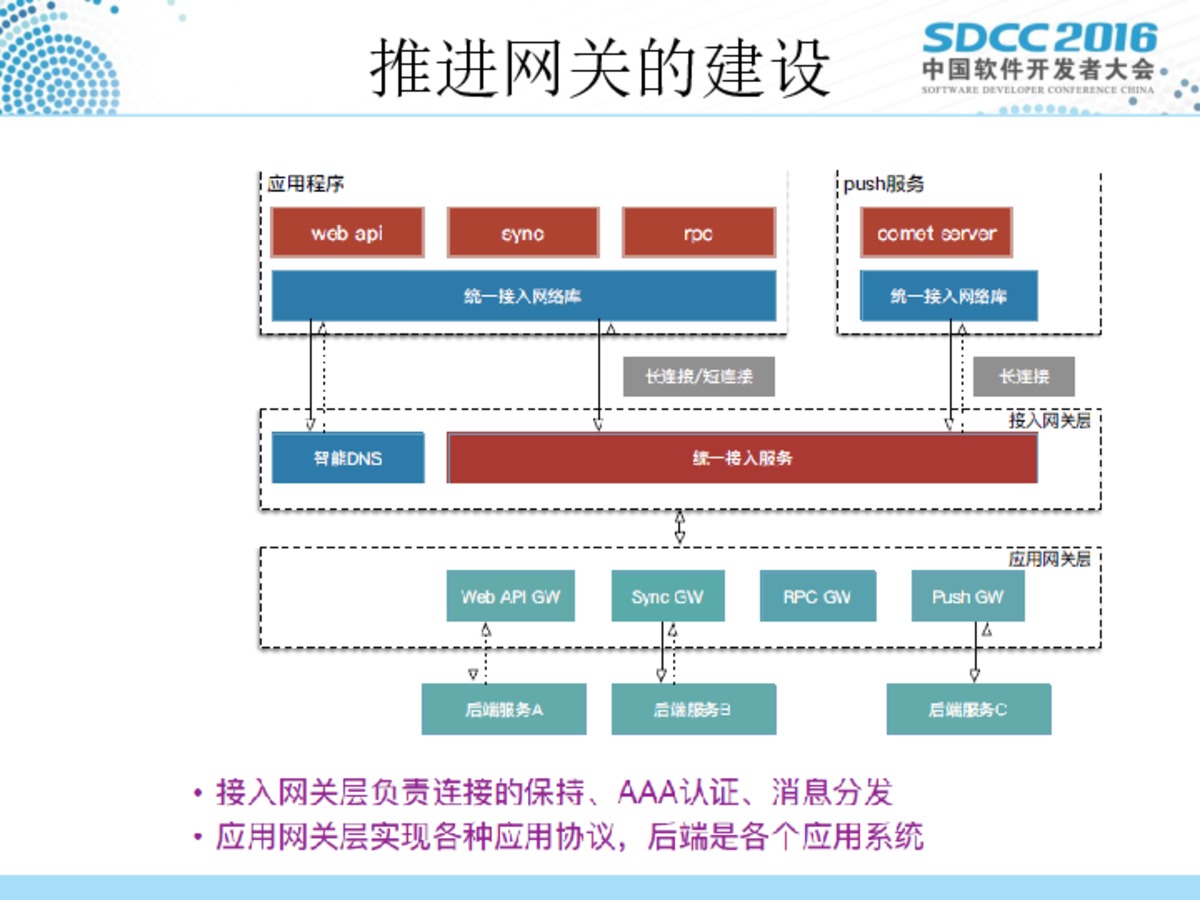 推进网关的建设
SDCC 2016
中国软件开发者大会
SOFTWARE DEVELOPER CONFERENCE CHINA
应用程序
web api
sync
rpc
统一接入网络库
push服务
comet server
统一接入网络库
长连接/短连接
长连接
接入网关层
智能DNS
统一接入服务
应用网关层
Web API GW
Sync GW
RPC GW
Push GW
后端服务A
后端服务B
后端服务C
• 接入网关层负责连接的保持、AAA认证、消息分发
• 应用网关层实现各种应用协议，后端是各个应用系统